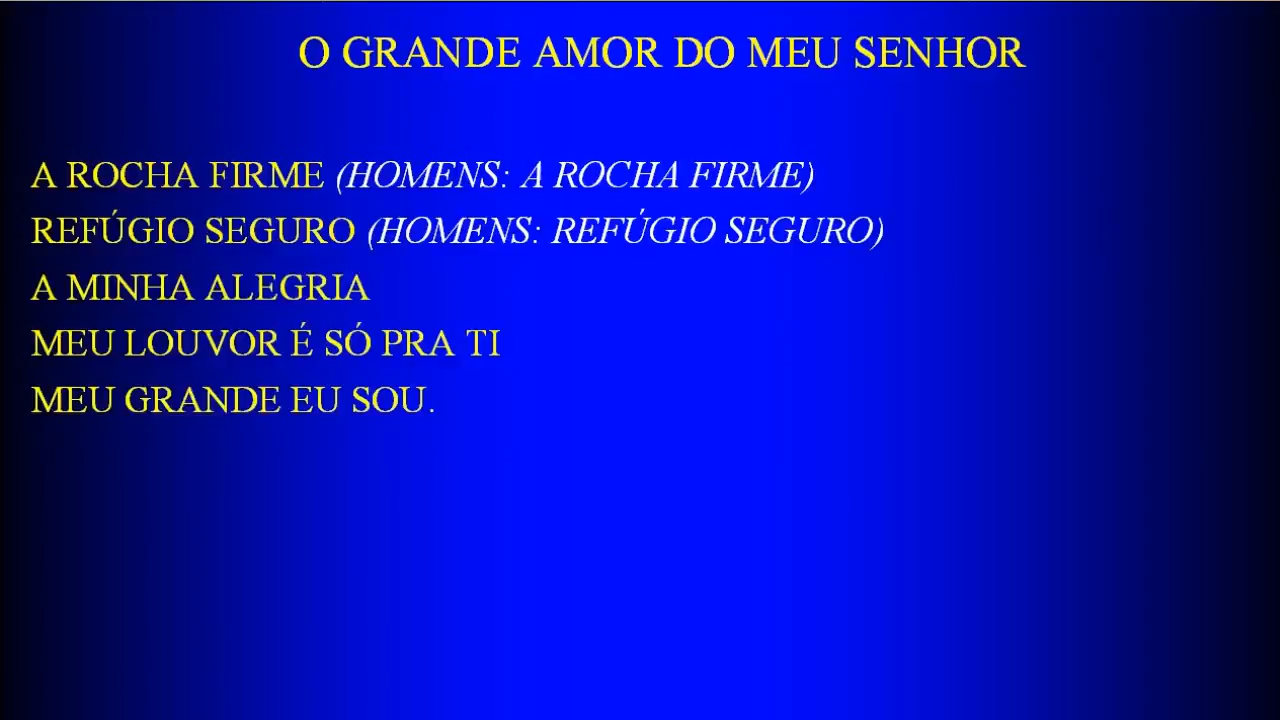 O GRANDE AMOR DO MEU SENHOR
A ROCHA FIRME (HOMENS: A ROCHA FIRME)
REFÚGIO SEGURO (HOMENS: REFÚGIO SEGURO)
A MINHA ALEGRIA
MEU LOUVOR É SÓ PRA TI
MEU GRANDE EU SOU.